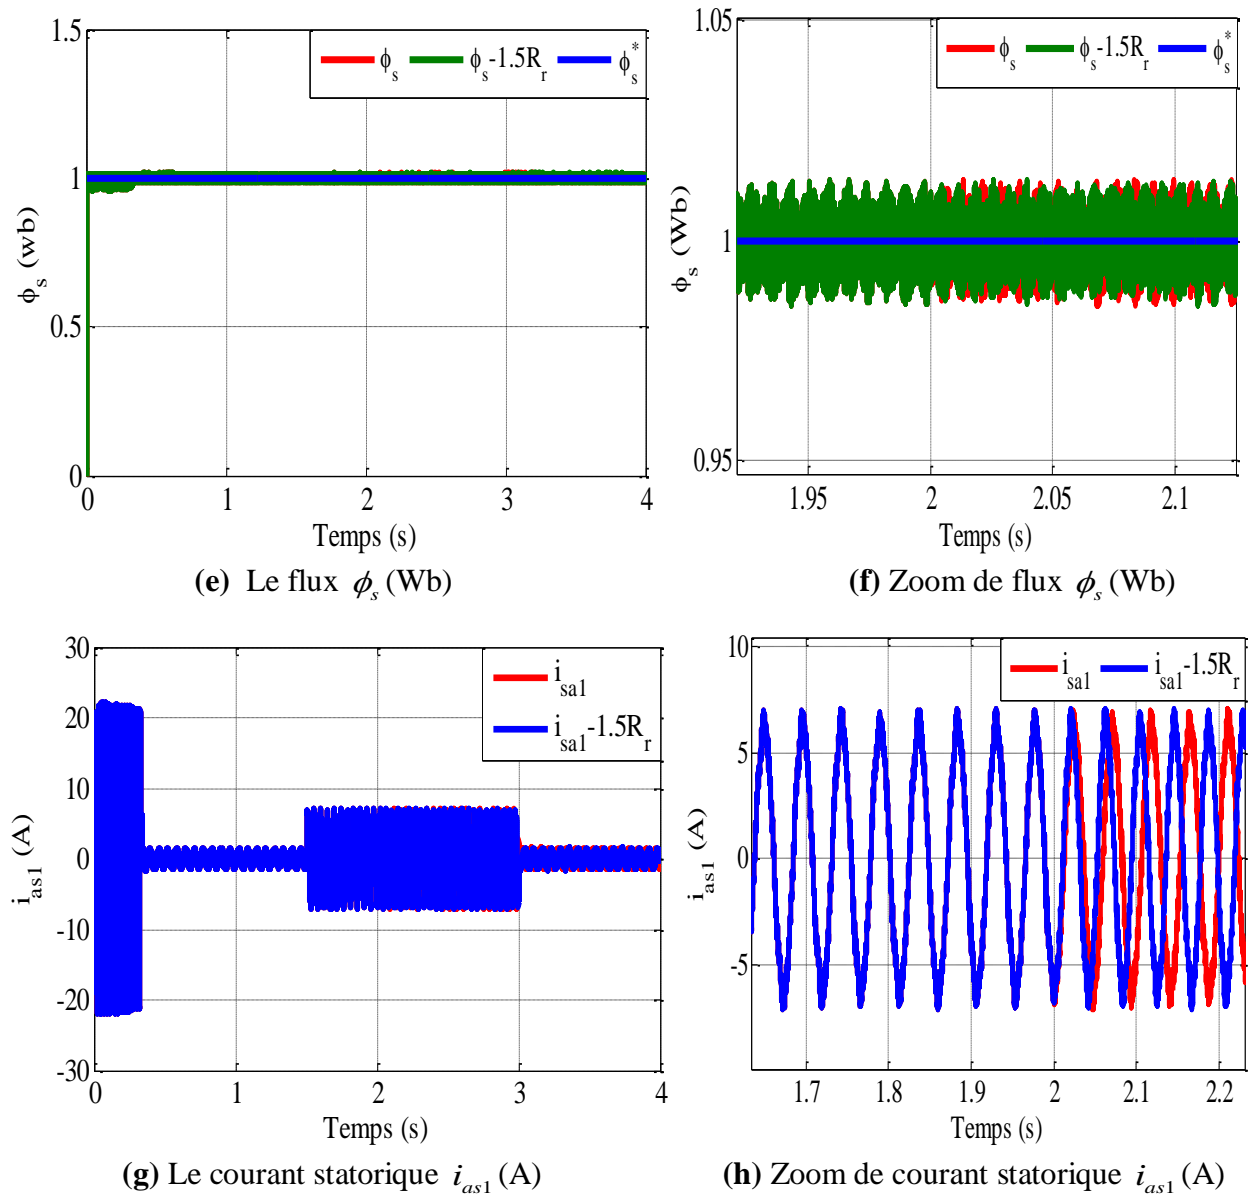 1.5
1
0.5
0
ϕs (wb)
ϕs ϕs-1.5Rr ϕs*
0 1 2 3 4
Temps (s)
(e) Le flux ϕs (Wb)
1.05
1
0.95
ϕs (Wb)
ϕs ϕs-1.5Rr ϕs*
1.95 2 2.05 2.1
Temps (s)
(f) Zoom de flux ϕs (Wb)
30
20
10
0
-10
-20
-30
ias1 (A)
isa1
isa1-1.5Rr
0 1 2 3 4
Temps (s)
(g) Le courant statorique ias1 (A)
10
5
0
-5
ias1 (A)
isa1 isa1-1.5Rr
1.7 1.8 1.9 2 2.1 2.2
Temps (s)
(h) Zoom de courant statorique ias1 (A)